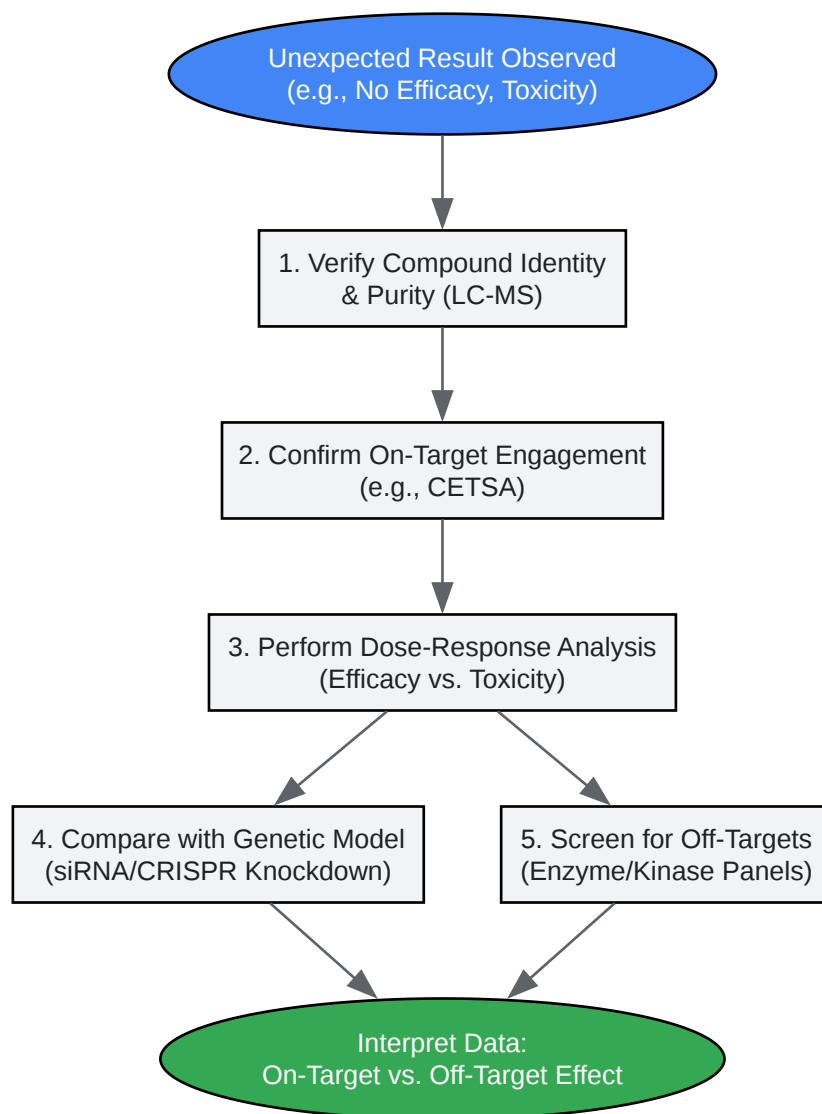 Unexpected Result Observed
(e.g., No Efficacy, Toxicity)
1. Verify Compound Identity
& Purity (LC-MS)
2. Confirm On-Target Engagement
(e.g., CETSA)
3. Perform Dose-Response Analysis
(Efficacy vs. Toxicity)
4. Compare with Genetic Model
(siRNA/CRISPR Knockdown)
5. Screen for Off-Targets
(Enzyme/Kinase Panels)
Interpret Data:
On-Target vs. Off-Target Effect